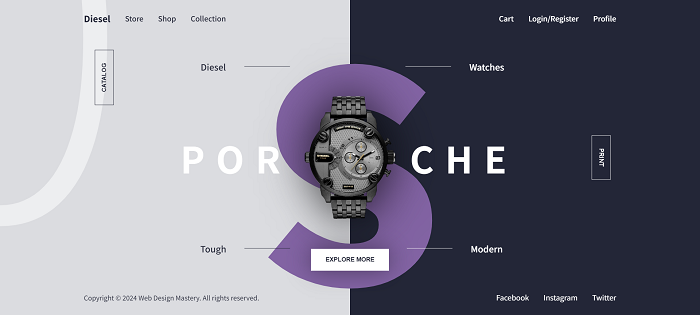 Diesel Store Shop Collection Cart Login/Register Profile
CATALOG
Diesel Watches
PORSCHE
PRINT
Tough Modern
EXPLORE MORE
Copyright © 2024 Web Design Mastery. All rights reserved. Facebook Instagram Twitter